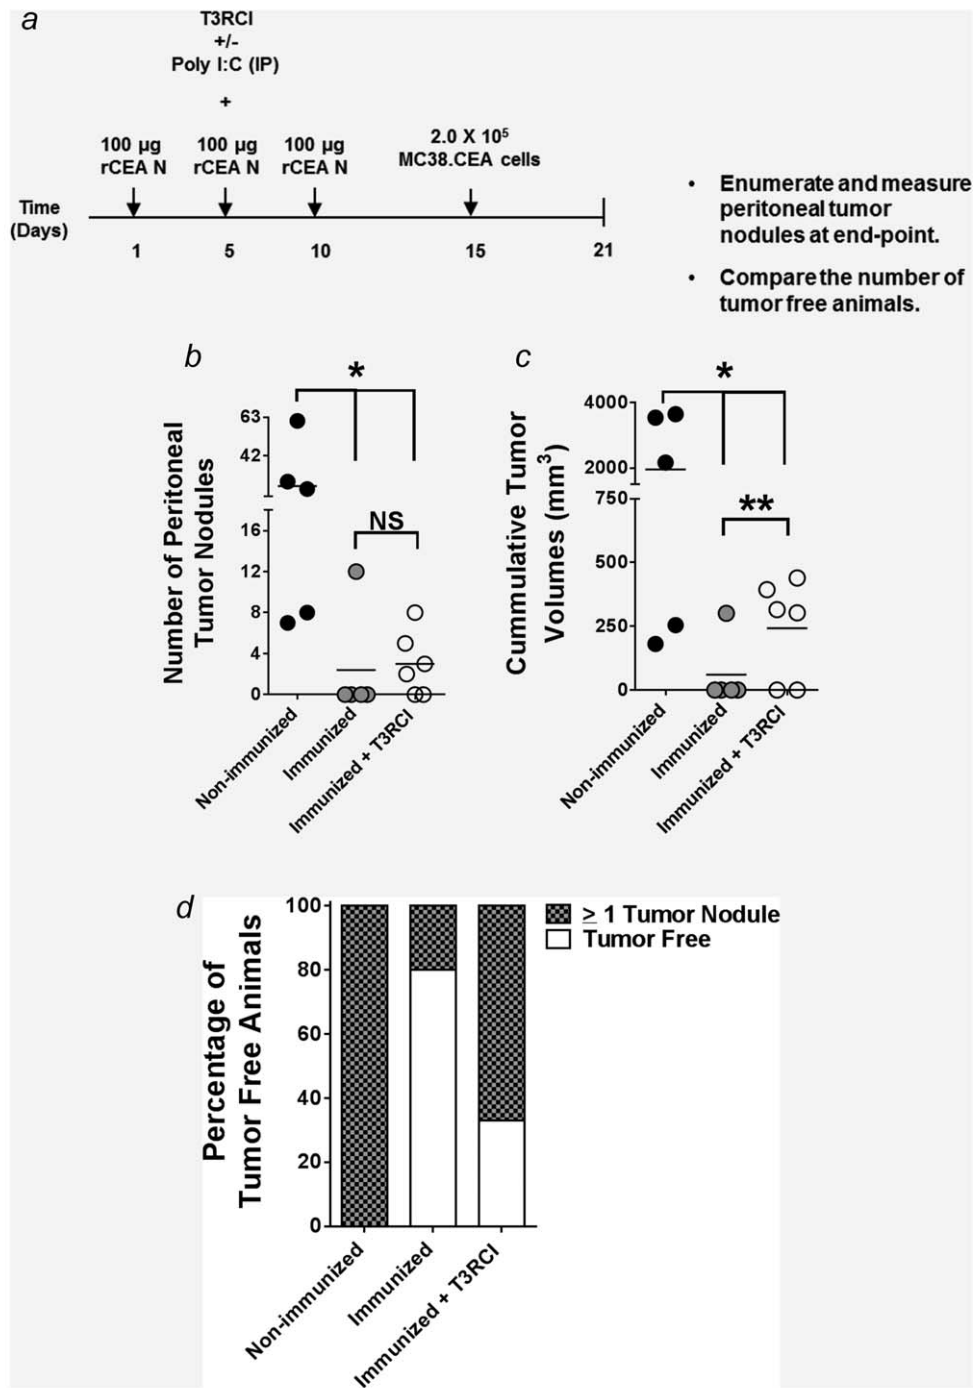 a
T3RCI
+/-
Poly I:C (IP)
+
100 µg
rCEA N
100 µg
rCEA N
100 µg
rCEA N
2.0 X 10⁵
MC38.CEA cells
Time
(Days)
1
5
10
15
21
• Enumerate and measure
peritoneal tumor
nodules at end-point.
• Compare the number of
tumor free animals.
b
*
NS
Number of Peritoneal
Tumor Nodules
63
42
16
12
8
4
0
Non-immunized
Immunized
Immunized + T3RCI
c
*
**
Cummulative Tumor
Volumes (mm³)
4000
2000
750
500
250
0
Non-immunized
Immunized
Immunized + T3RCI
d
Percentage of
Tumor Free Animals
100
80
60
40
20
0
Non-immunized
Immunized
Immunized + T3RCI
≥ 1 Tumor Nodule
Tumor Free